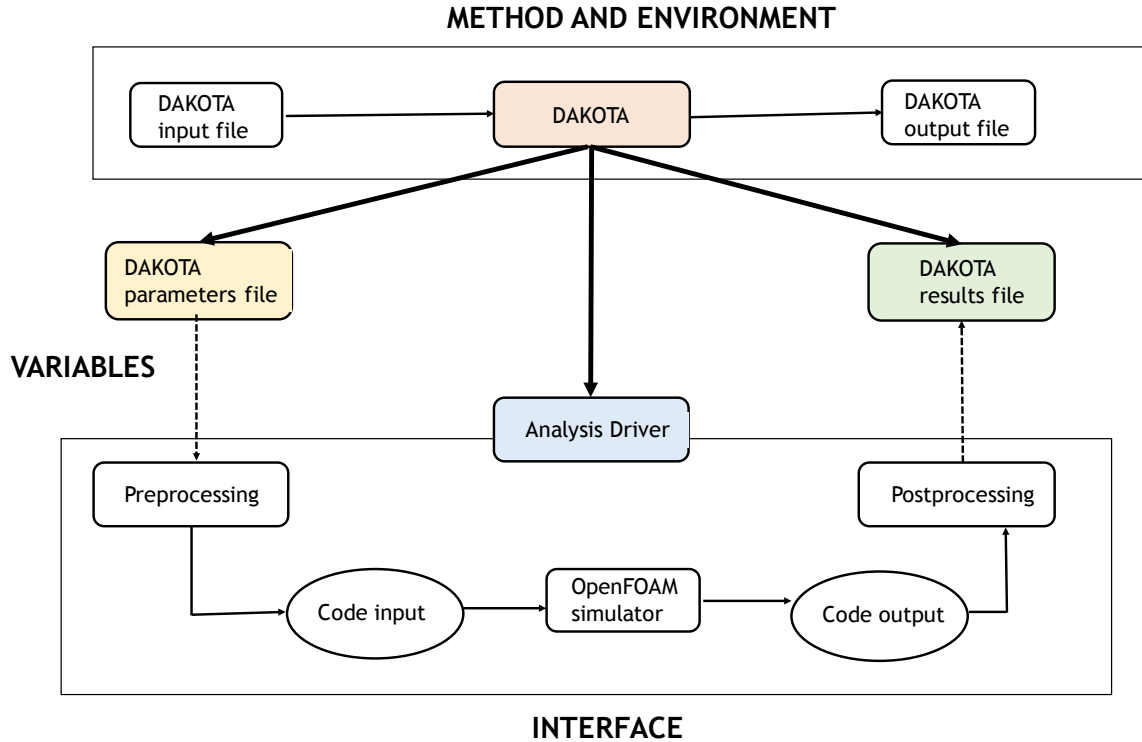 METHOD AND ENVIRONMENT
DAKOTA
input file
DAKOTA
DAKOTA
output file
DAKOTA
parameters file
DAKOTA
results file
VARIABLES
Analysis Driver
Preprocessing
Postprocessing
Code input
OpenFOAM
simulator
Code output
INTERFACE